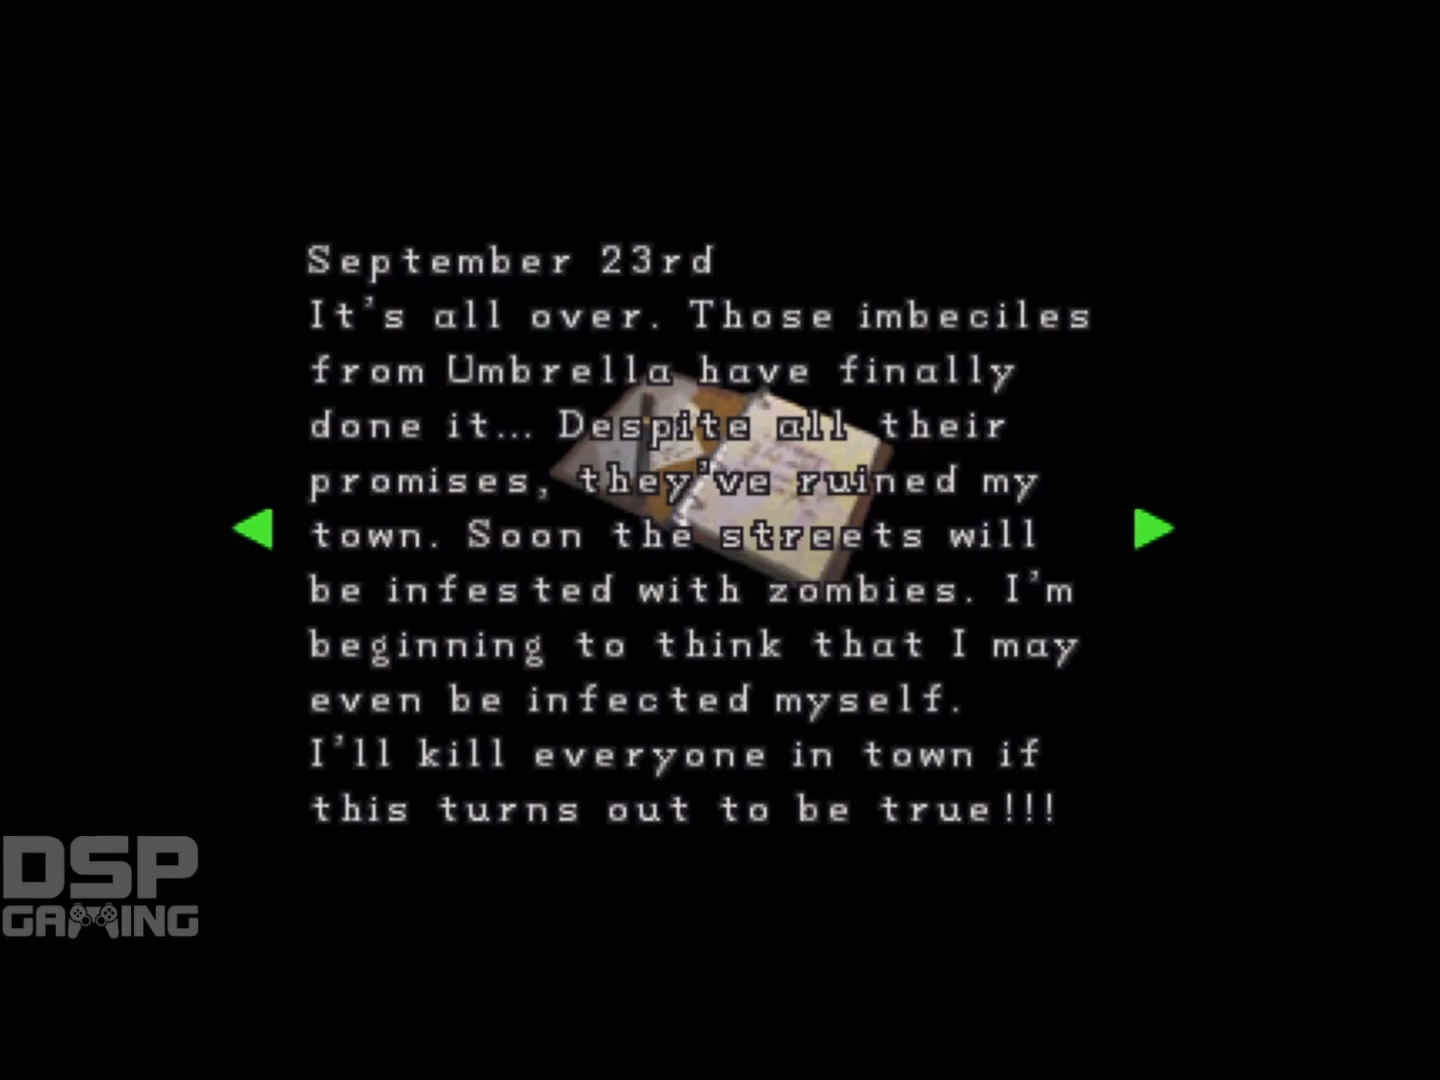 September 23rd
It's all over. Those imbeciles
from Umbrella have finally
done it... Despite all their
promises, they've ruined my
town. Soon the streets will
be infested with zombies. I'm
beginning to think that I may
even be infected myself.
I'll kill everyone in town if
this turns out to be true!!!
DSP
GAMING